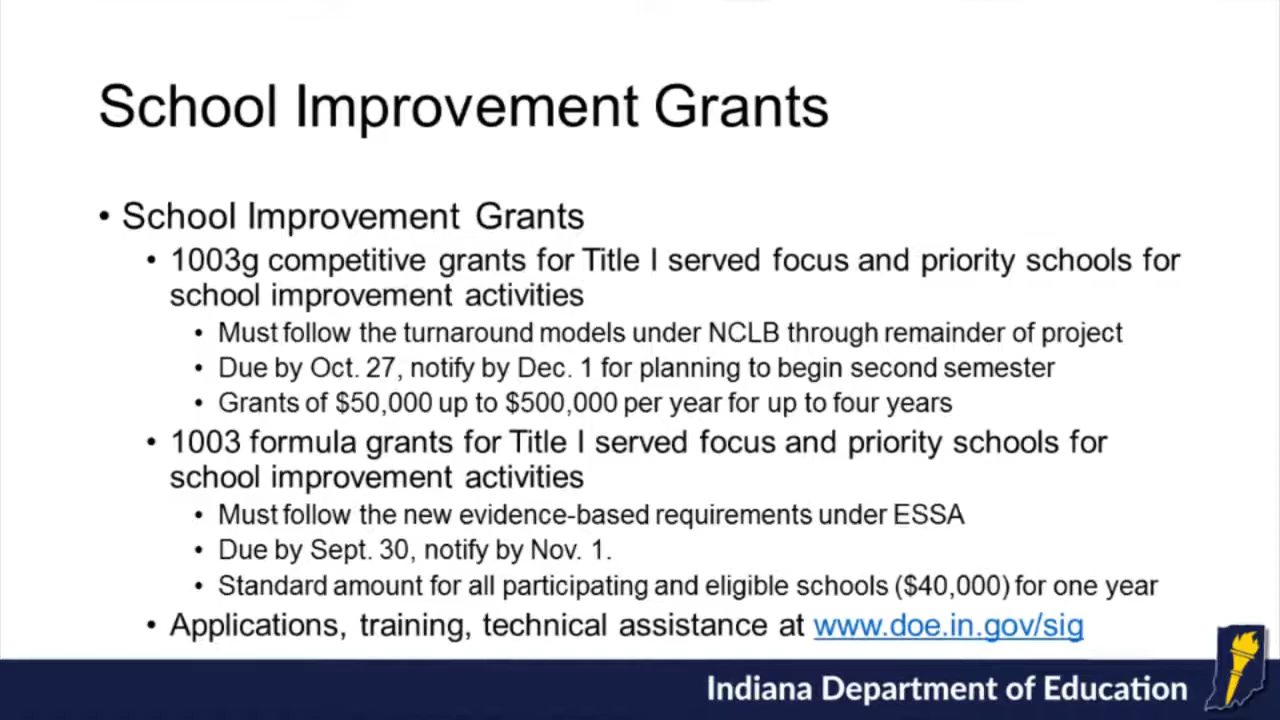 School Improvement Grants
• School Improvement Grants
• 1003g competitive grants for Title I served focus and priority schools for
school improvement activities
• Must follow the turnaround models under NCLB through remainder of project
• Due by Oct. 27, notify by Dec. 1 for planning to begin second semester
• Grants of $50,000 up to $500,000 per year for up to four years
• 1003 formula grants for Title I served focus and priority schools for
school improvement activities
• Must follow the new evidence-based requirements under ESSA
• Due by Sept. 30, notify by Nov. 1.
• Standard amount for all participating and eligible schools ($40,000) for one year
• Applications, training, technical assistance at www.doe.in.gov/sig
Indiana Department of Education